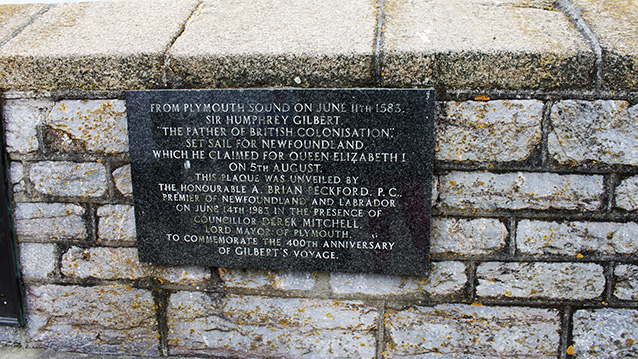 FROM PLYMOUTH SOUND ON JUNE 11TH 1583,
SIR HUMPHREY GILBERT,
"THE FATHER OF BRITISH COLONISATION,"
SET SAIL FOR NEWFOUNDLAND,
WHICH HE CLAIMED FOR QUEEN ELIZABETH I
ON 5TH AUGUST.
THIS PLAQUE WAS UNVEILED BY
THE HONOURABLE A. BRIAN PECKFORD, P.C.
PREMIER OF NEWFOUNDLAND AND LABRADOR
ON JUNE 14TH 1983 IN THE PRESENCE OF
COUNCILLOR DEREK MITCHELL,
LORD MAYOR OF PLYMOUTH,
TO COMMEMORATE THE 400TH ANNIVERSARY
OF GILBERT'S VOYAGE.